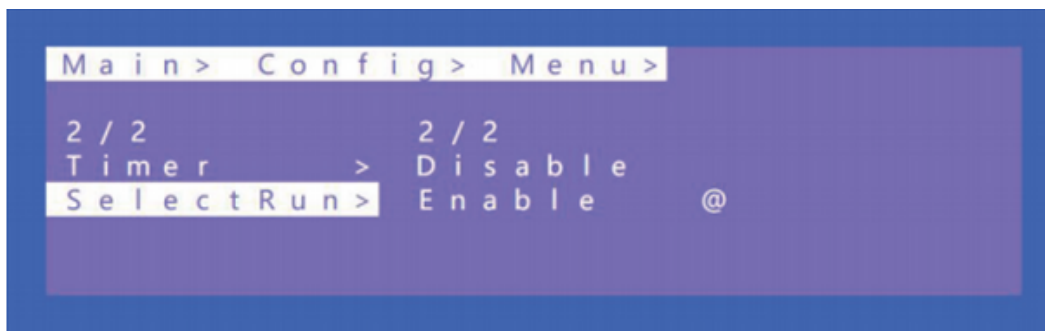 Main> Config> Menu>
2/2 2/2
Timer > Disable
SelectRun> Enable @